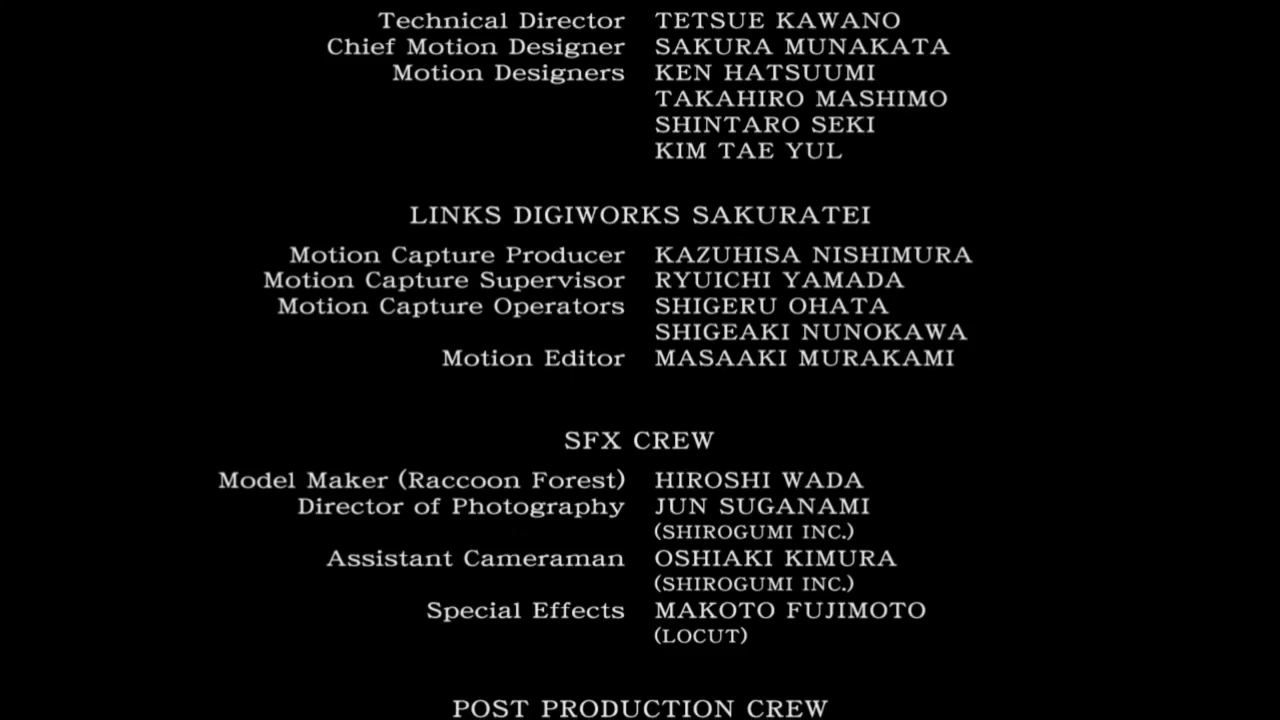 Technical Director TETSUE KAWANO
Chief Motion Designer SAKURA MUNAKATA
Motion Designers KEN HATSUUMI
TAKAHIRO MASHIMO
SHINTARO SEKI
KIM TAE YUL
LINKS DIGIWORKS SAKURATEI
Motion Capture Producer KAZUHISA NISHIMURA
Motion Capture Supervisor RYUICHI YAMADA
Motion Capture Operators SHIGERU OHATA
SHIGEAKI NUNOKAWA
Motion Editor MASAAKI MURAKAMI
SFX CREW
Model Maker (Raccoon Forest) HIROSHI WADA
Director of Photography JUN SUGANAMI
(SHIROGUMI INC.)
Assistant Cameraman OSHIAKI KIMURA
(SHIROGUMI INC.)
Special Effects MAKOTO FUJIMOTO
(LOCUT)
POST PRODUCTION CREW